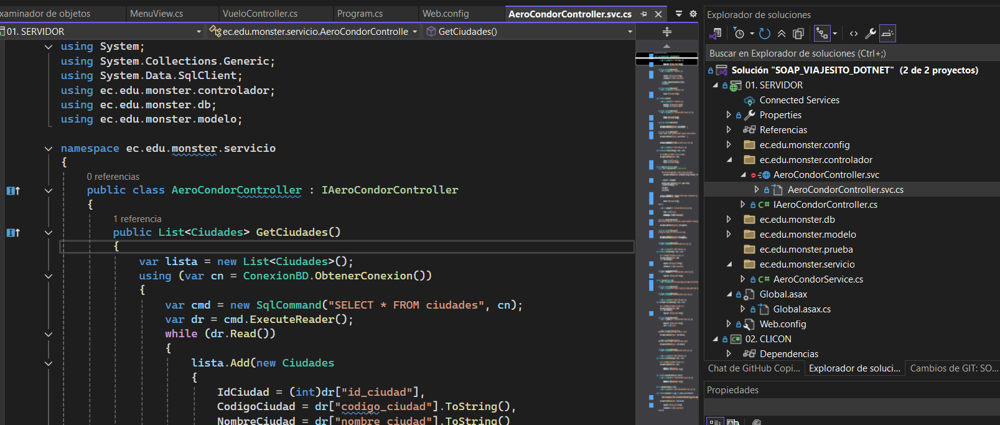 xaminador de objetos
MenuView.cs
VueloController.cs
Program.cs
Web.config
AeroCondorController.svc.cs
01. SERVIDOR
ec.edu.monster.servicio.AeroCondorControlle
GetCiudades()
using System;
using System.Collections.Generic;
using System.Data.SqlClient;
using ec.edu.monster.controlador;
using ec.edu.monster.db;
using ec.edu.monster.modelo;
namespace ec.edu.monster.servicio
{
0 referencias
public class AeroCondorController : IAeroCondorController
{
1 referencia
public List<Ciudades> GetCiudades()
{
var lista = new List<Ciudades>();
using (var cn = ConexionBD.ObtenerConexion())
{
var cmd = new SqlCommand("SELECT * FROM ciudades", cn);
var dr = cmd.ExecuteReader();
while (dr.Read())
{
lista.Add(new Ciudades
{
IdCiudad = (int)dr["id_ciudad"],
CodigoCiudad = dr["codigo_ciudad"].ToString(),
NombreCiudad = dr["nombre_ciudad"].ToString()
Explorador de soluciones
Buscar en Explorador de soluciones (Ctrl+;)
Solución "SOAP_VIAJESITO_DOTNET" (2 de 2 proyectos)
01. SERVIDOR
Connected Services
Properties
Referencias
ec.edu.monster.config
ec.edu.monster.controlador
AeroCondorController.svc
AeroCondorController.svc.cs
C# IAeroCondorController.cs
ec.edu.monster.db
ec.edu.monster.modelo
ec.edu.monster.prueba
ec.edu.monster.servicio
C# AeroCondorService.cs
Global.asax
Global.asax.cs
Web.config
C# 02. CLICON
Dependencias
Chat de GitHub Copi...
Explorador de soluci...
Cambios de GIT: SO...
Propiedades